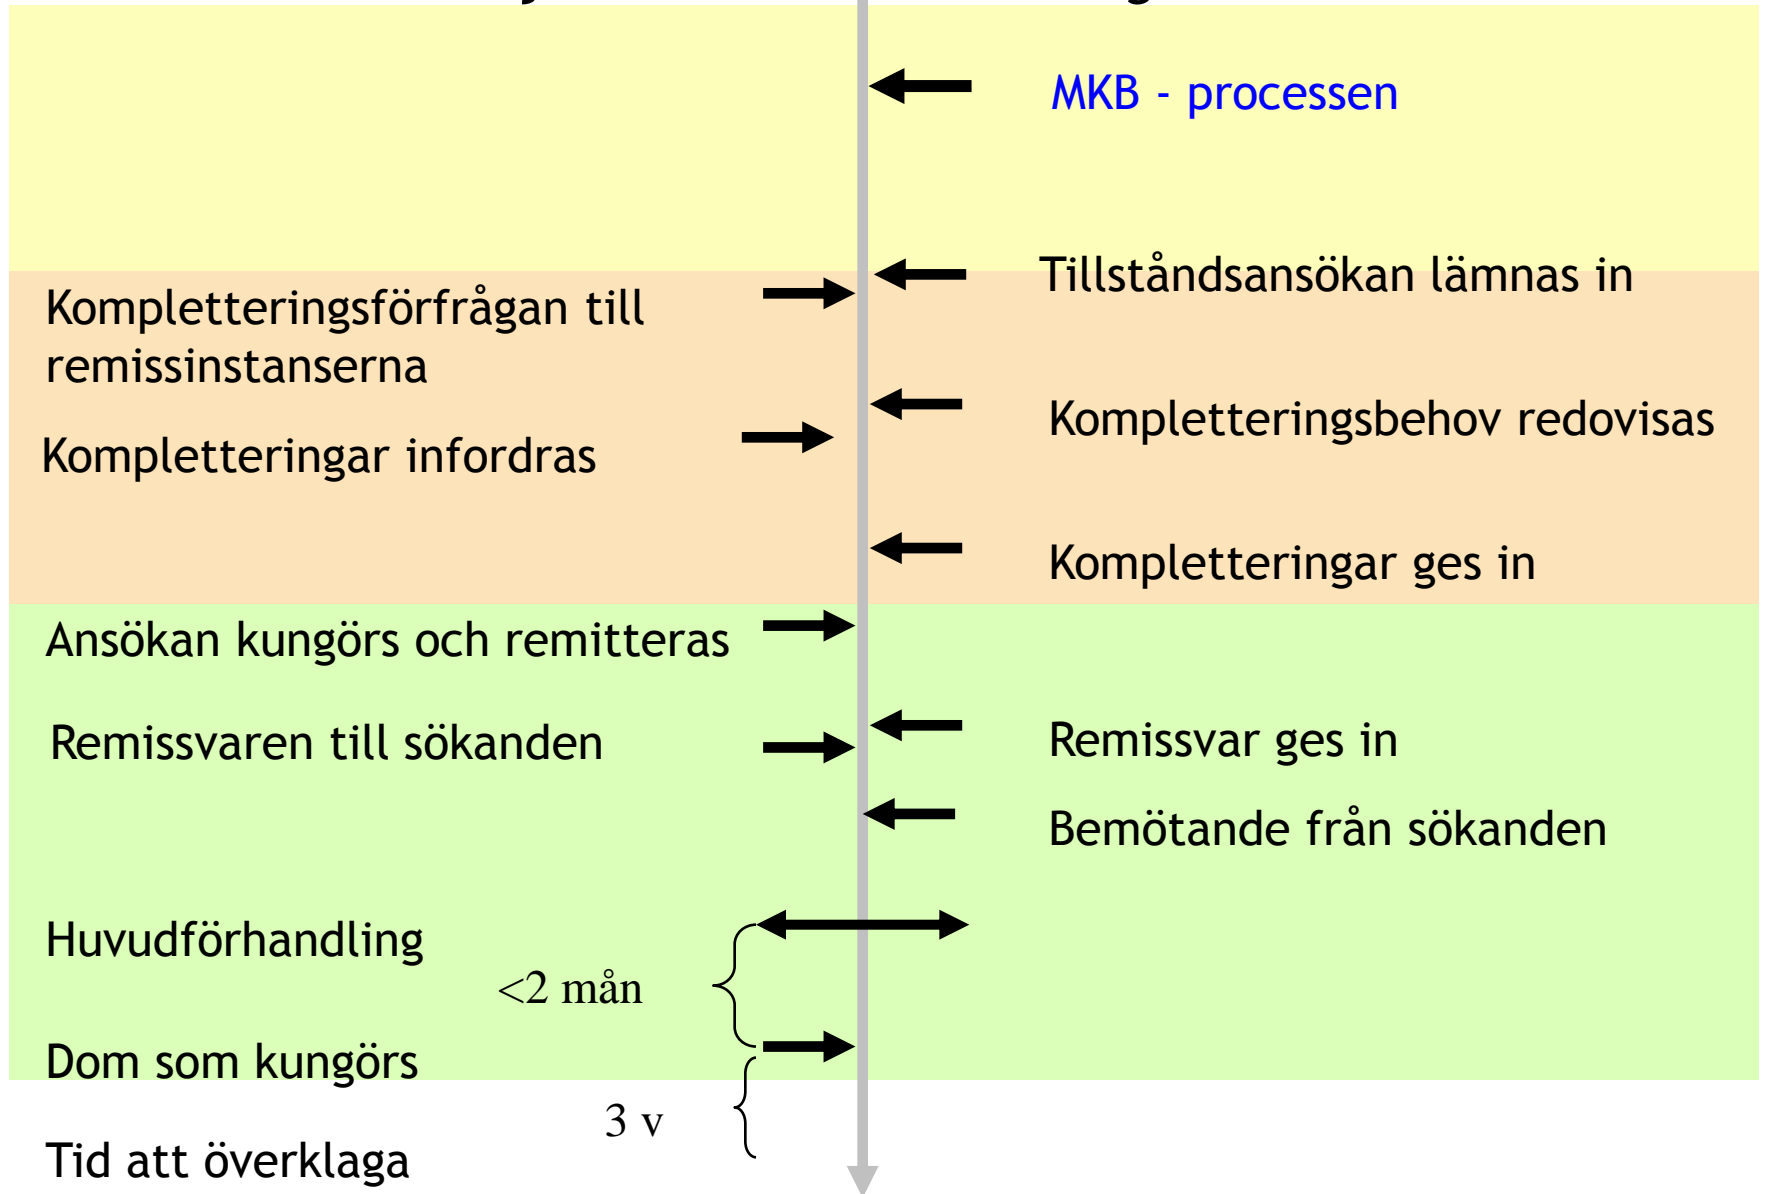 MKB - processen
Tillståndsansökan lämnas in
Kompletteringsförfrågan till
remissinstanserna
Kompletteringsbehov redovisas
Kompletteringar infordras
Kompletteringar ges in
Ansökan kungörs och remitteras
Remissvar ges in
Remissvaren till sökanden
Bemötande från sökanden
Huvudförhandling
<2 mån
Dom som kungörs
3 v
Tid att överklaga